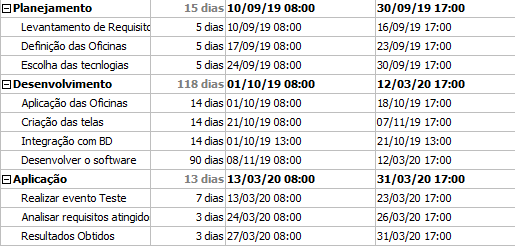 Planejamento 15 dias 10/09/19 08:00 30/09/19 17:00
Levantamento de Requisito 5 dias 10/09/19 08:00 16/09/19 17:00
Definição das Oficinas 5 dias 17/09/19 08:00 23/09/19 17:00
Escolha das tecnlogias 5 dias 24/09/19 08:00 30/09/19 17:00
Desenvolvimento 118 dias 01/10/19 08:00 12/03/20 17:00
Aplicação das Oficinas 14 dias 01/10/19 08:00 18/10/19 17:00
Criação das telas 14 dias 21/10/19 08:00 07/11/19 17:00
Integração com BD 14 dias 01/10/19 13:00 21/10/19 13:00
Desenvolver o software 90 dias 08/11/19 08:00 12/03/20 17:00
Aplicação 13 dias 13/03/20 08:00 31/03/20 17:00
Realizar evento Teste 7 dias 13/03/20 08:00 23/03/20 17:00
Analisar requisitos atingido 3 dias 24/03/20 08:00 26/03/20 17:00
Resultados Obtidos 3 dias 27/03/20 08:00 31/03/20 17:00